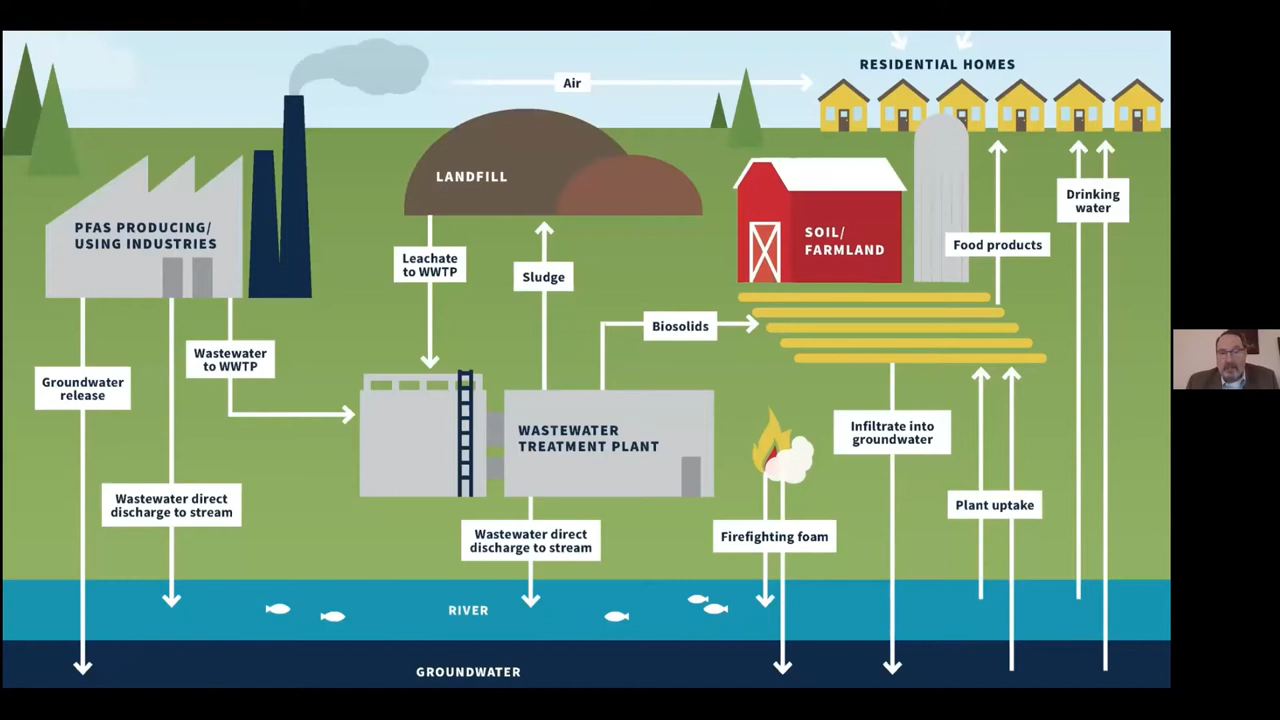 Air
RESIDENTIAL HOMES
LANDFILL
PFAS PRODUCING/
USING INDUSTRIES
SOIL/
FARMLAND
Drinking
water
Food products
Leachate
to WWTP
Sludge
Biosolids
Wastewater
to WWTP
Groundwater
release
WASTEWATER
TREATMENT PLANT
Infiltrate into
groundwater
Wastewater direct
discharge to stream
Plant uptake
Wastewater direct
discharge to stream
Firefighting foam
RIVER
GROUNDWATER